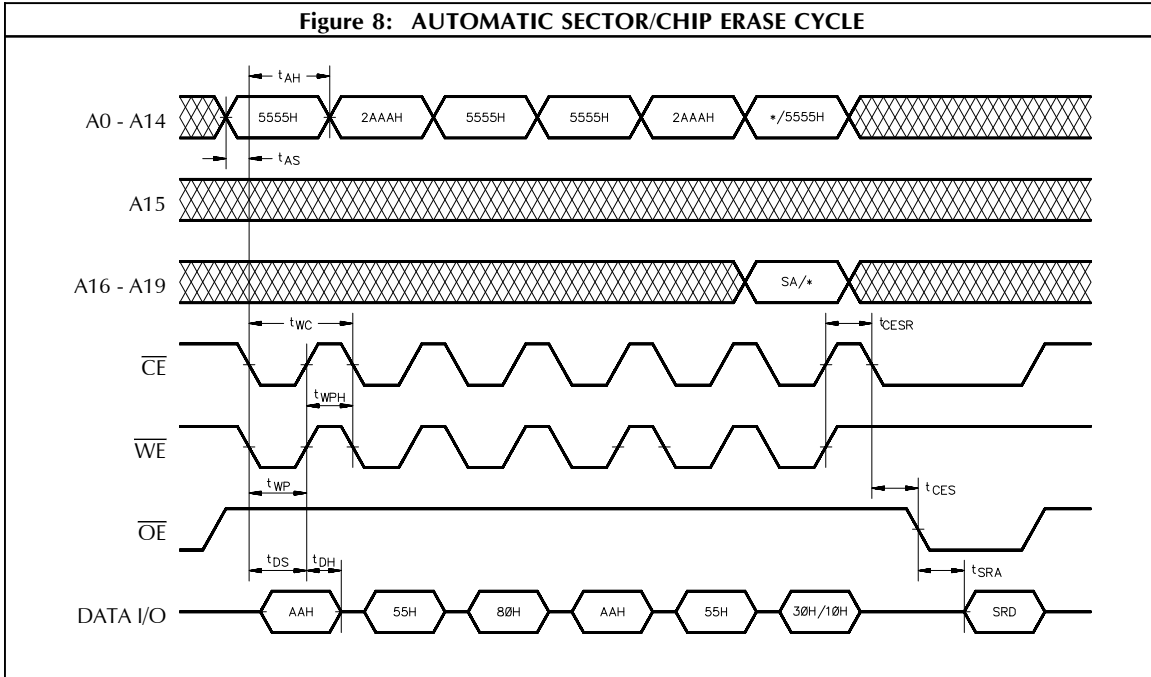 Figure 8: AUTOMATIC SECTOR/CHIP ERASE CYCLE
tAH
A0 - A14 5555H 2AAAH 5555H 5555H 2AAAH */5555H
tAS
A15
A16 - A19 SA/*
tWC tCESR
CE
tWPH
WE
tWP tCES
OE
tDS tDH tSRA
DATA I/O AAH 55H 80H AAH 55H 30H/10H SRD